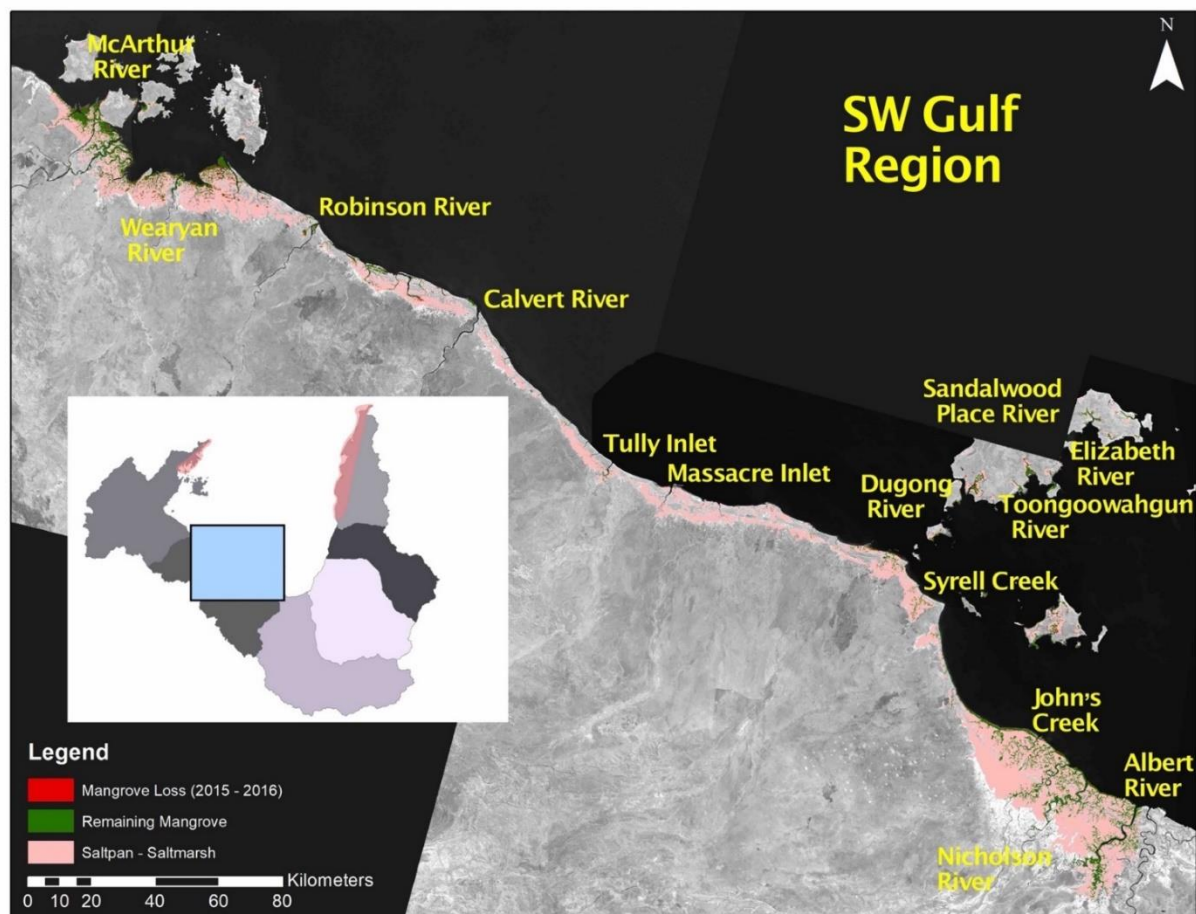 McArthur
River
N
SW Gulf
Region
Robinson River
Wearyan
River
Calvert River
Sandalwood
Place River
Elizabeth
River
Tully Inlet
Massacre Inlet
Dugong
River
Toongoowahgun
River
Syrell Creek
John's
Creek
Albert
River
Nicholson
River
Legend
Mangrove Loss (2015 - 2016)
Remaining Mangrove
Saltpan - Saltmarsh
Kilometers
0 10 20 40 60 80